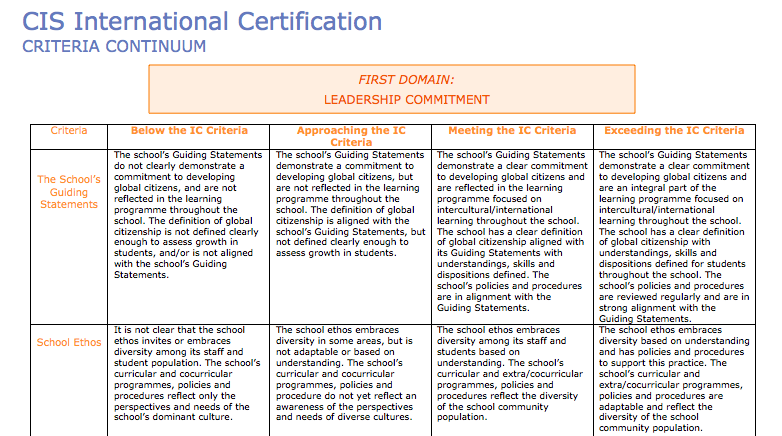 CIS International Certification
CRITERIA CONTINUUM
FIRST DOMAIN:
LEADERSHIP COMMITMENT
Criteria
Below the IC Criteria
Approaching the IC
Criteria
Meeting the IC Criteria
Exceeding the IC Criteria
The School's
Guiding
Statements
The school's Guiding Statements
do not clearly demonstrate a
commitment to developing
global citizens, and are not
reflected in the learning
programme throughout the
school. The definition of global
citizenship is not defined clearly
enough to assess growth in
students, and/or is not aligned
with the school's Guiding
Statements.
The school's Guiding Statements
demonstrate a commitment to
developing global citizens, but
are not reflected in the learning
programme throughout the
school. The definition of global
citizenship is aligned with the
school's Guiding Statements, but
not defined clearly enough to
assess growth in students.
The school's Guiding Statements
demonstrate a clear commitment
to developing global citizens and
are reflected in the learning
programme focused on
intercultural/international
learning throughout the school.
The school has a clear definition
of global citizenship aligned with
its Guiding Statements with
understandings, skills and
dispositions defined. The
school's policies and procedures
are in alignment with the
Guiding Statements.
The school's Guiding Statements
demonstrate a clear commitment
to developing global citizens and
are an integral part of the
learning programme focused on
intercultural/international
learning throughout the school.
The school has a clear definition
of global citizenship with
understandings, skills and
dispositions defined for students
throughout the school. The
school's policies and procedures
are reviewed regularly and are in
strong alignment with the
Guiding Statements.
School Ethos
It is not clear that the school
ethos invites or embraces
diversity among its staff and
student population. The school's
curricular and cocurricular
programmes, policies and
procedures reflect only the
perspectives and needs of the
school's dominant culture.
The school ethos embraces
diversity in some areas, but is
not adaptable or based on
understanding. The school's
curricular and cocurricular
programmes, policies and
procedure do not yet reflect an
awareness of the perspectives
and needs of diverse cultures.
The school ethos embraces
diversity among its staff and
students based on
understanding. The school's
curricular and extra/cocurricular
programmes, policies and
procedures reflect the diversity
of the school community
population.
The school ethos embraces
diversity based on understanding
and has policies and procedures
to support this practice. The
school's curricular and
extra/cocurricular programmes,
policies and procedures are
adaptable and reflect the
diversity of the school
community population.